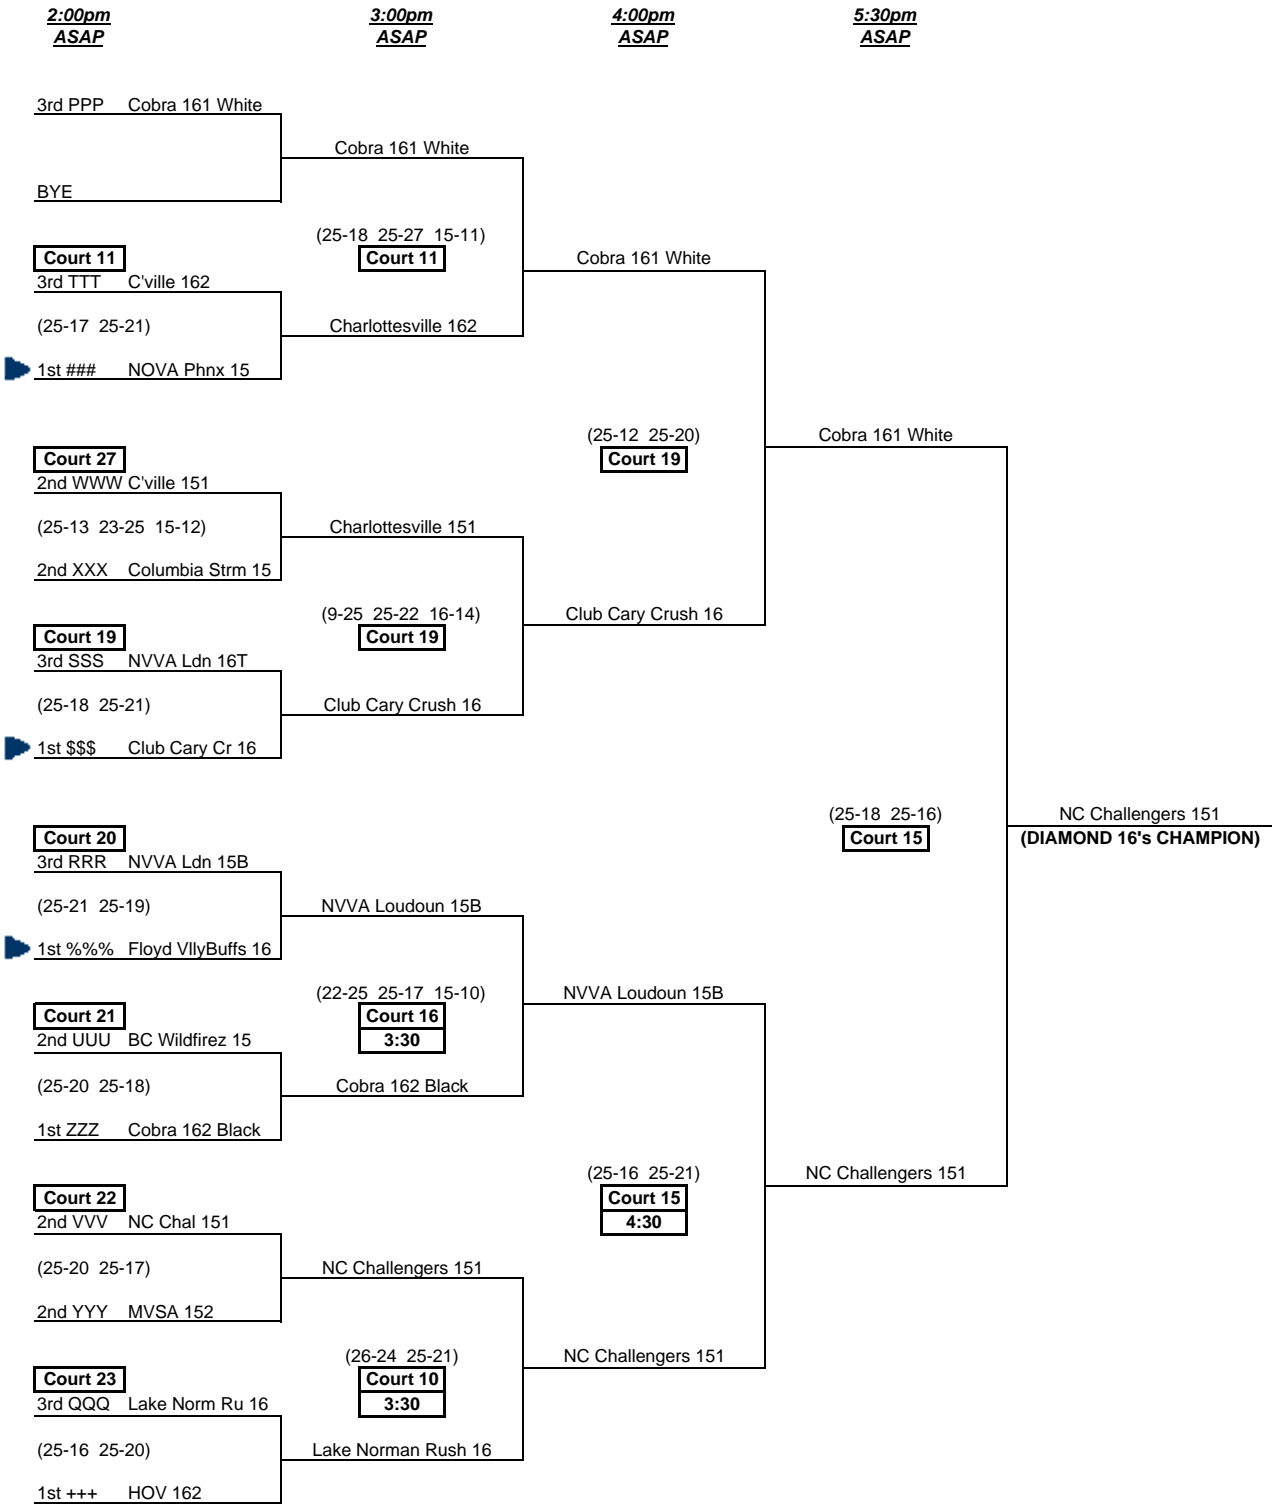 2:00pm 3:00pm 4:00pm 5:30pm
ASAP ASAP ASAP ASAP
3rd PPP Cobra 161 White
Cobra 161 White
BYE
(25-18 25-27 15-11)
Court 11 Court 11 Cobra 161 White
3rd TTT C'ville 162
(25-17 25-21) Charlottesville 162
1st ### NOVA Phnx 15
(25-12 25-20) Cobra 161 White
Court 27 Court 19
2nd WWW C'ville 151
(25-13 23-25 15-12) Charlottesville 151
2nd XXX Columbia Strm 15
(9-25 25-22 16-14) Club Cary Crush 16
Court 19 Court 19
3rd SSS NVVA Ldn 16T
(25-18 25-21) Club Cary Crush 16
1st $$$ Club Cary Cr 16
(25-18 25-16) NC Challengers 151
Court 20 Court 15 (DIAMOND 16's CHAMPION)
3rd RRR NVVA Ldn 15B
(25-21 25-19) NVVA Loudoun 15B
1st %%% Floyd VllyBuffs 16
(22-25 25-17 15-10) NVVA Loudoun 15B
Court 21 Court 16
2nd UUU BC Wildfirez 15 3:30
(25-20 25-18) Cobra 162 Black
1st ZZZ Cobra 162 Black
(25-16 25-21) NC Challengers 151
Court 22 Court 15
2nd VVV NC Chal 151 4:30
(25-20 25-17) NC Challengers 151
2nd YYY MVSA 152
(26-24 25-21) NC Challengers 151
Court 23 Court 10
3rd QQQ Lake Norm Ru 16 3:30
(25-16 25-20) Lake Norman Rush 16
1st +++ HOV 162